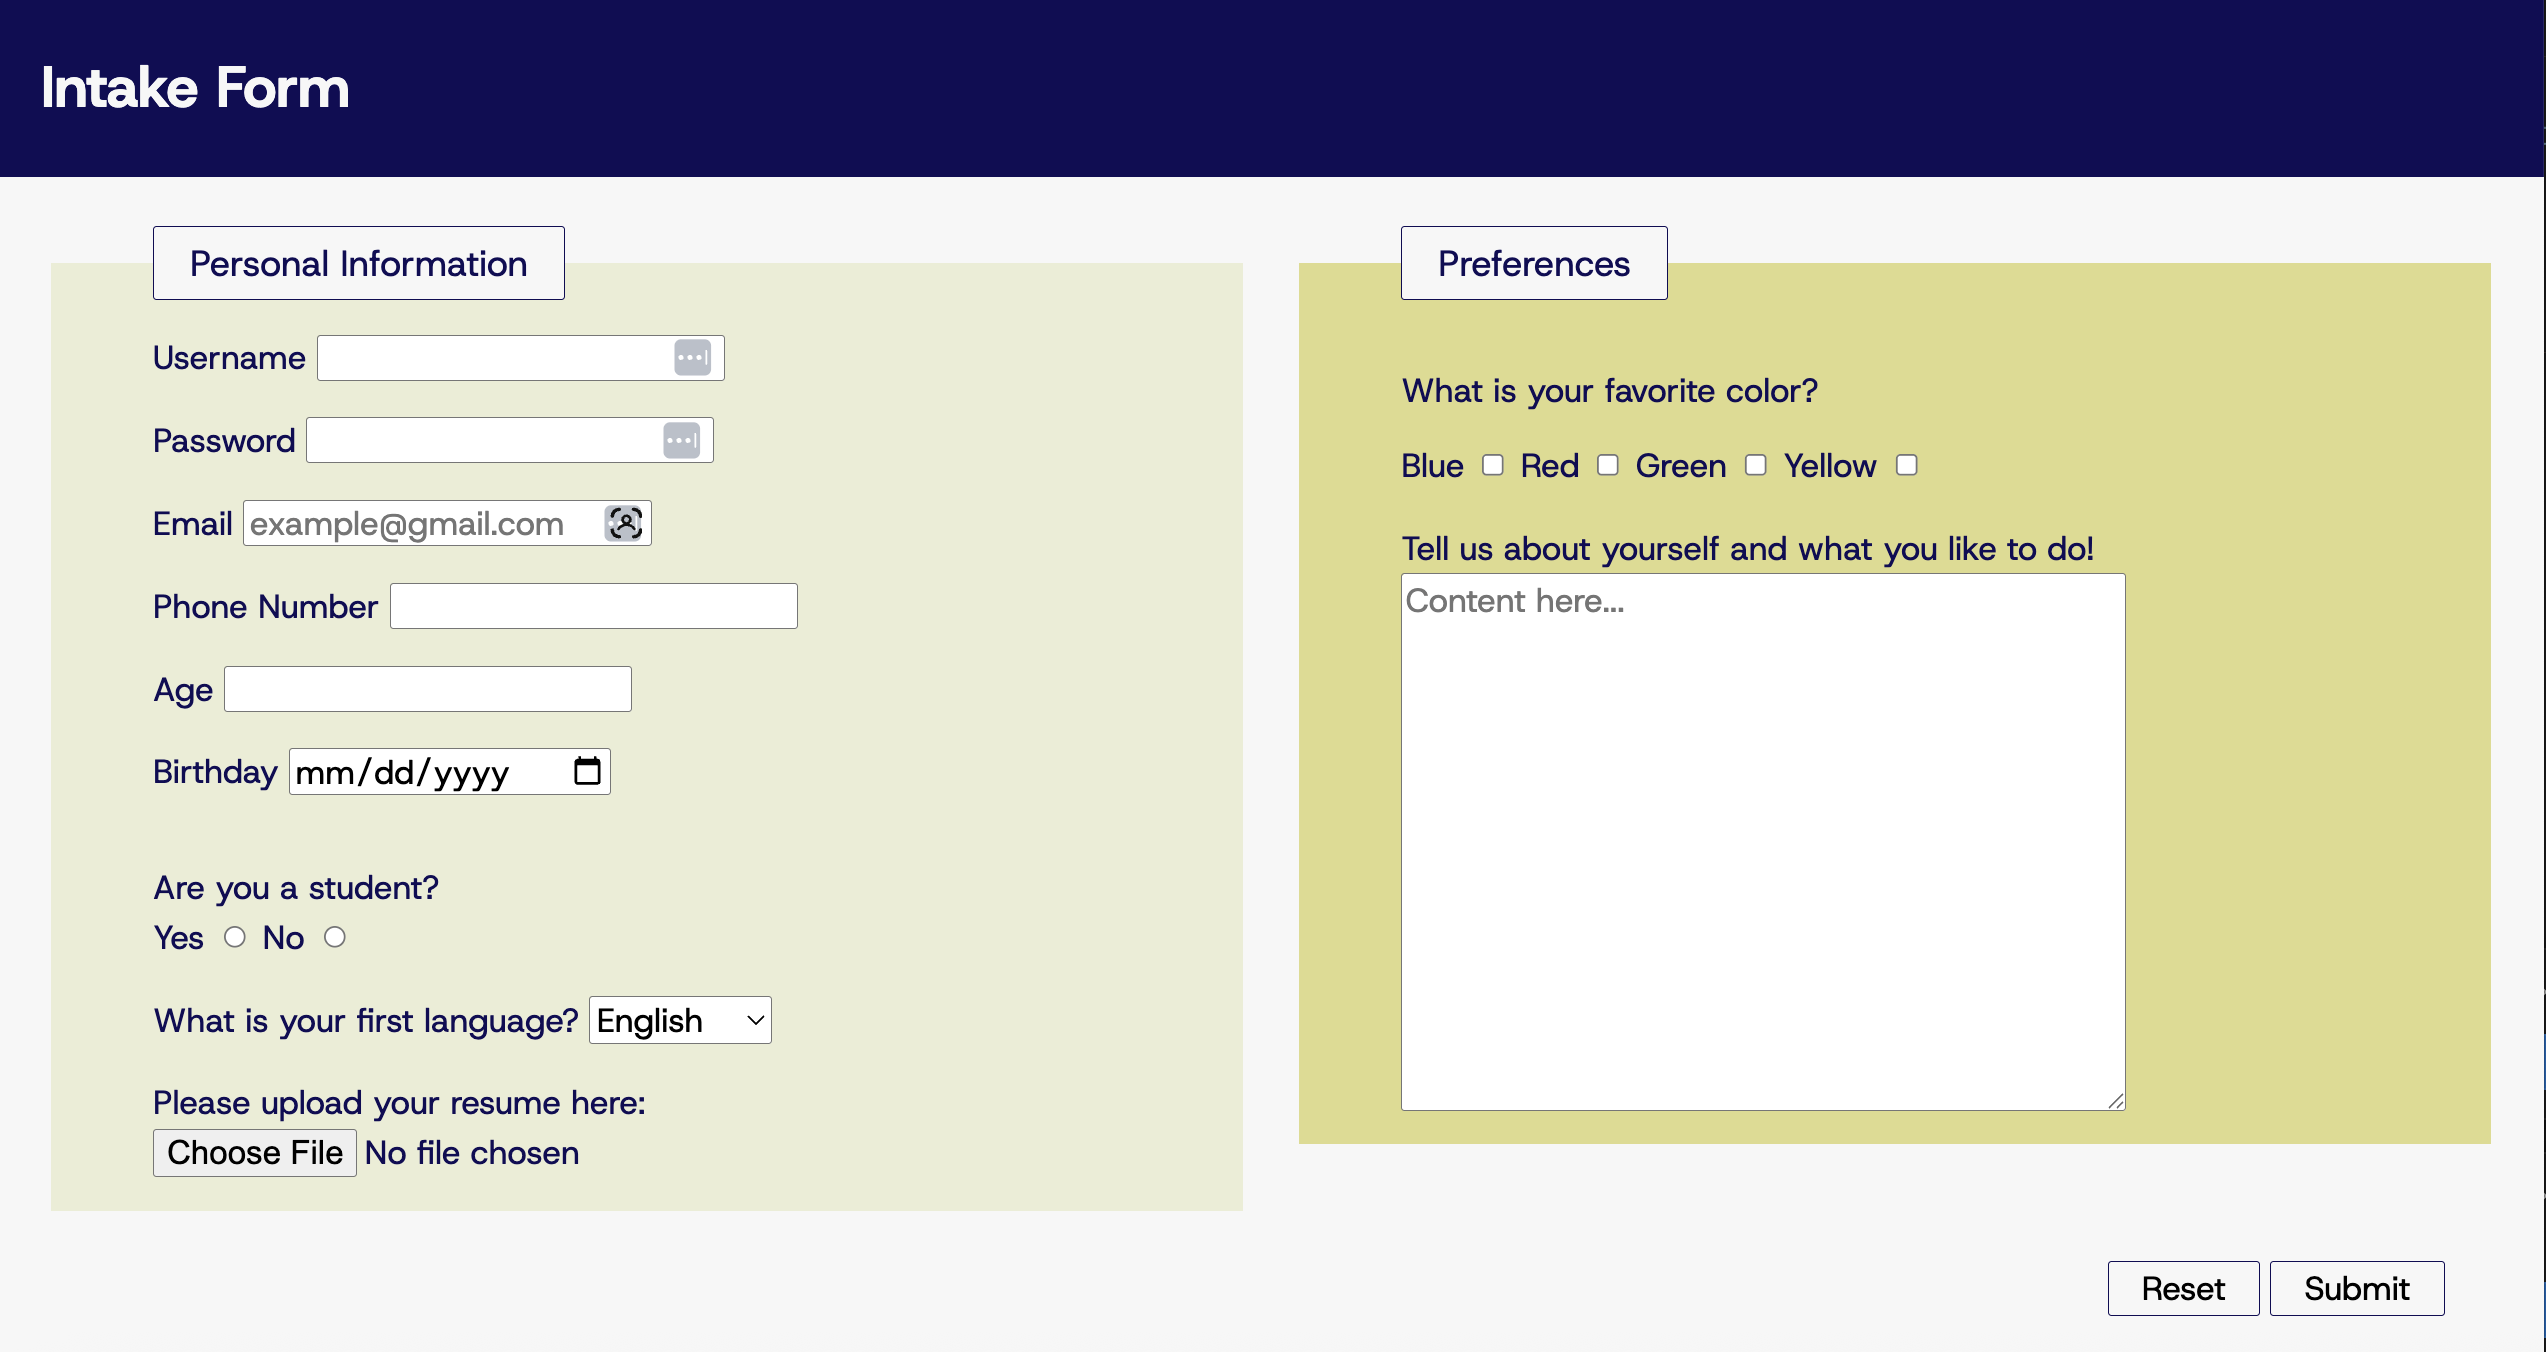 Intake Form
Personal Information
Username
Password
Email example@gmail.com
Phone Number
Age
Birthday mm/dd/yyyy
Are you a student?
Yes No
What is your first language? English
Please upload your resume here:
Choose File No file chosen
Preferences
What is your favorite color?
Blue Red Green Yellow
Tell us about yourself and what you like to do!
Content here...
Reset Submit